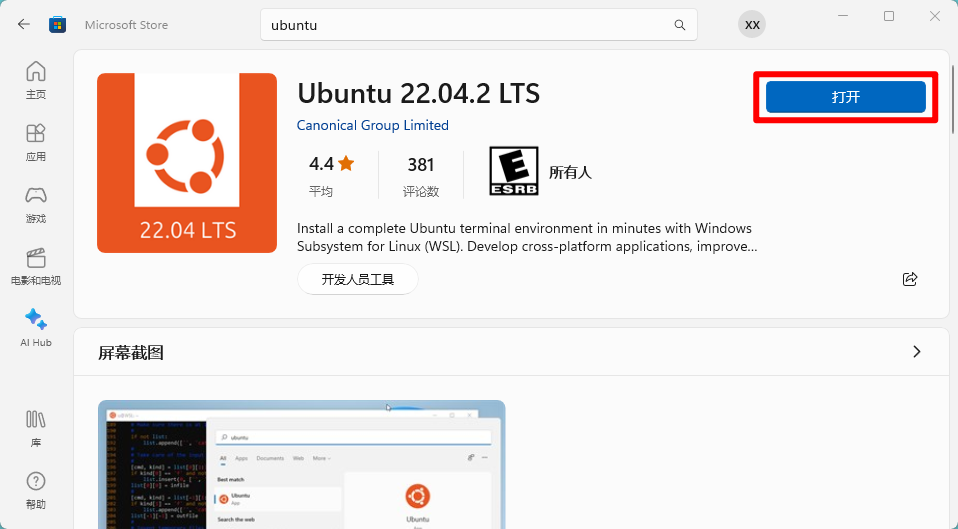 Microsoft Store
ubuntu
XX
主页
应用
游戏
电影和电视
AI Hub
库
帮助
22.04 LTS
Ubuntu 22.04.2 LTS
Canonical Group Limited
打开
4.4
平均
381
评论数
ESRB
所有人
Install a complete Ubuntu terminal environment in minutes with Windows
Subsystem for Linux (WSL). Develop cross-platform applications, improve...
开发人员工具
屏幕截图
if not list:
ubuntu
All Apps Documents Web More
Best match
Ubuntu
App
Search the web
Ubuntu
App